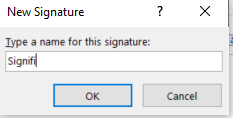 New Signature
Type a name for this signature:
Signifi
OK
Cancel